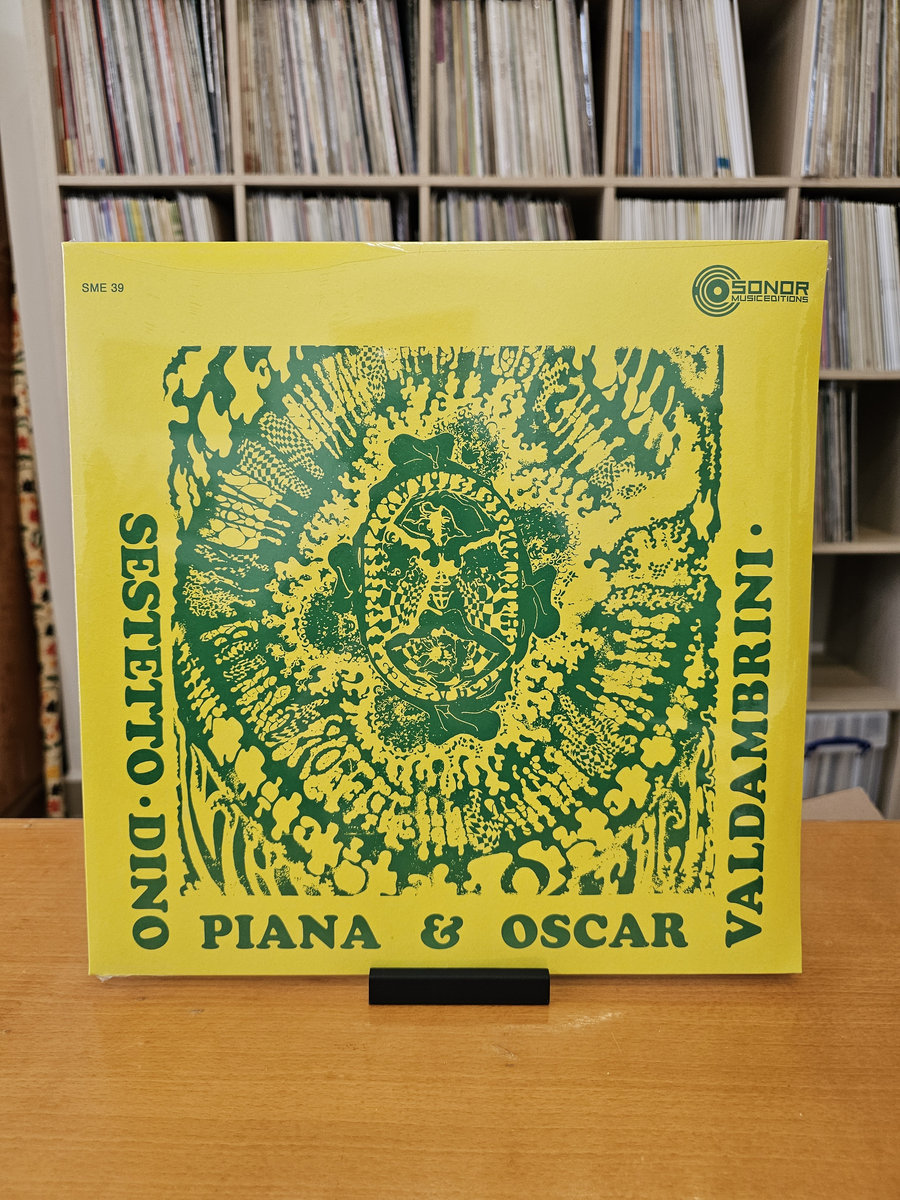 SME 39
SONOR
MUSIC EDITIONS
SESTETTO · DINO
PIANA & OSCAR
VALDAMBRINI ·